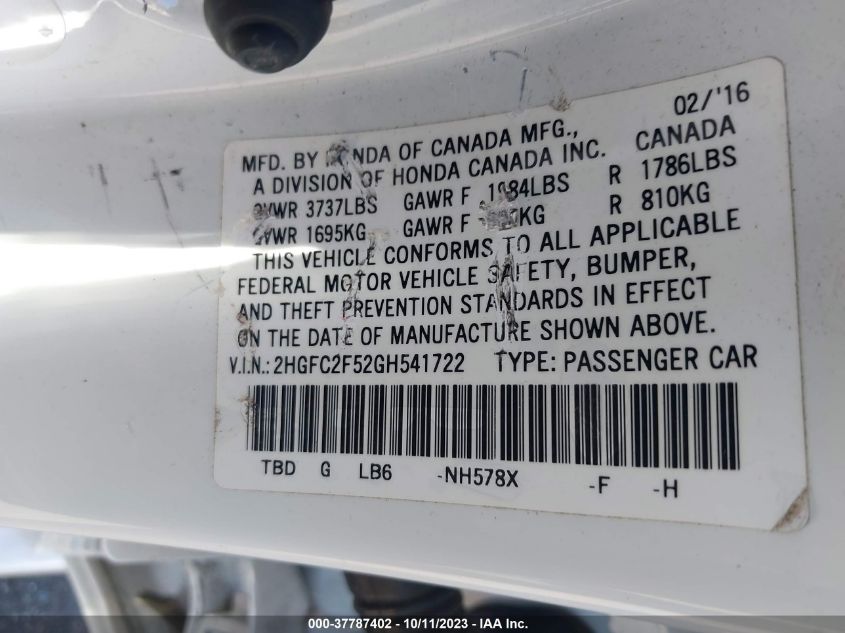 02/'16
MFD. BY HONDA OF CANADA MFG.,
A DIVISION OF HONDA CANADA INC. CANADA
GVWR 3737LBS GAWR F 1984LBS R 1786LBS
GVWR 1695KG GAWR F R 810KG
THIS VEHICLE CONFORMS TO ALL APPLICABLE
FEDERAL MOTOR VEHICLE SAFETY, BUMPER,
AND THEFT PREVENTION STANDARDS IN EFFECT
ON THE DATE OF MANUFACTURE SHOWN ABOVE.
V.I.N.: 2HGFC2F52GH541722 TYPE: PASSENGER CAR
TBD G LB6 -NH578X -F -H
000-37787402 - 10/11/2023 - IAA Inc.